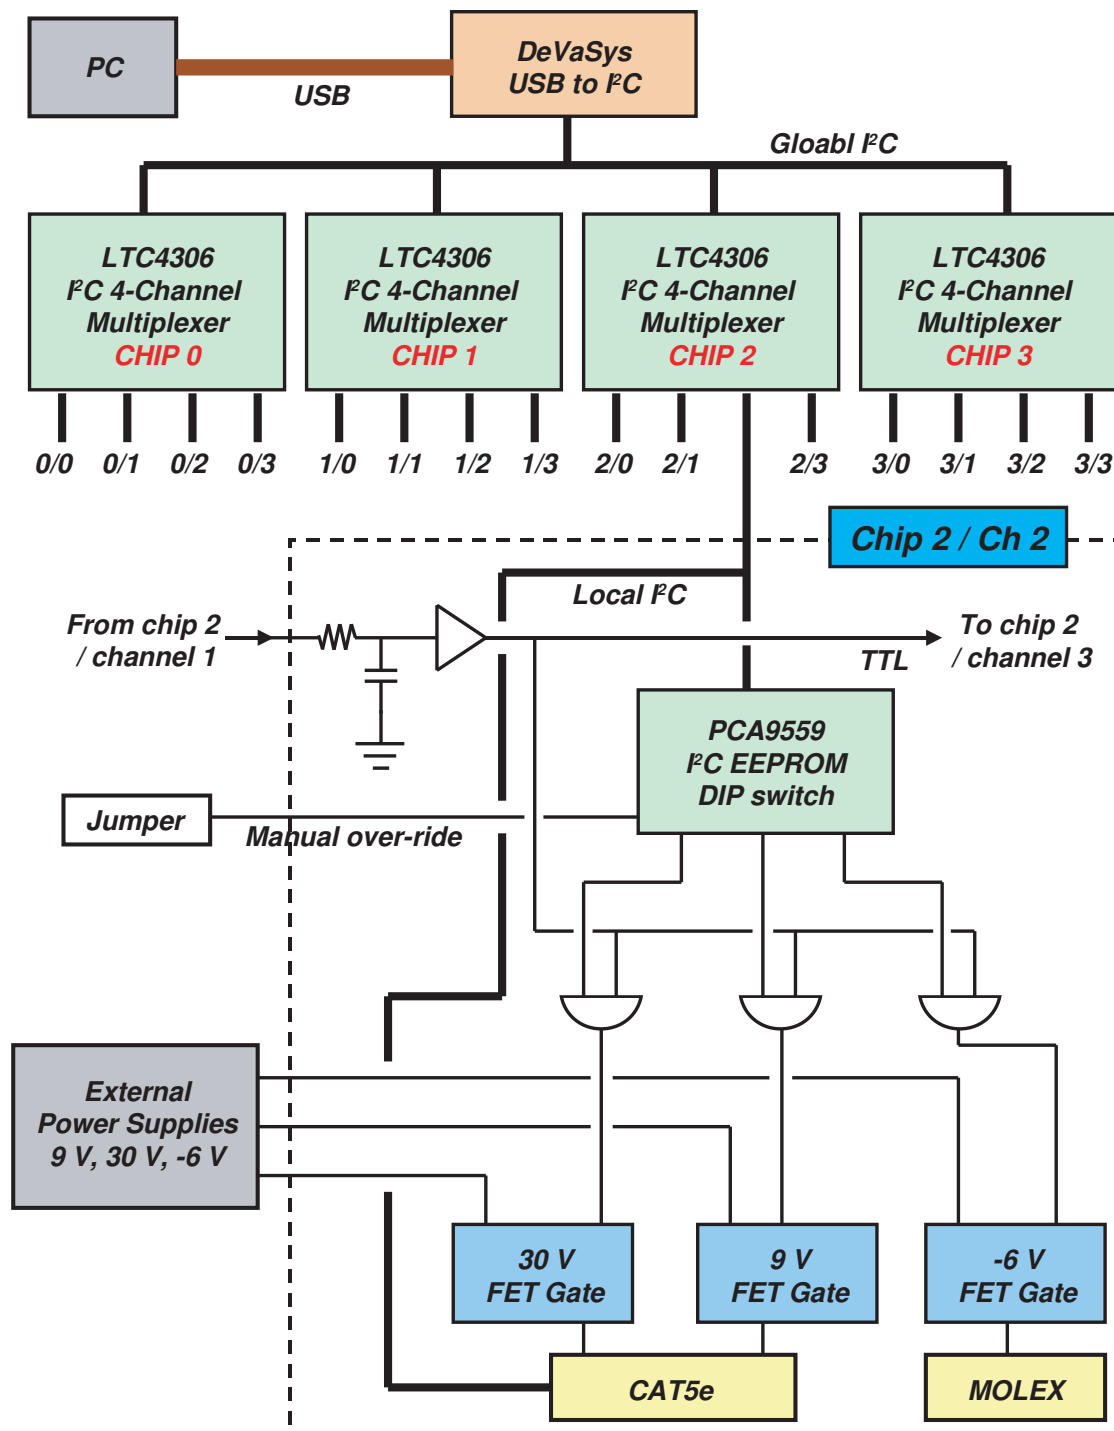 PC
USB
DeVaSys
USB to I²C
Gloabl I²C
LTC4306
I²C 4-Channel
Multiplexer
CHIP 0
LTC4306
I²C 4-Channel
Multiplexer
CHIP 1
LTC4306
I²C 4-Channel
Multiplexer
CHIP 2
LTC4306
I²C 4-Channel
Multiplexer
CHIP 3
0/0 0/1 0/2 0/3 1/0 1/1 1/2 1/3 2/0 2/1 2/3 3/0 3/1 3/2 3/3
Chip 2 / Ch 2
Local I²C
From chip 2
/ channel 1
TTL
To chip 2
/ channel 3
PCA9559
I²C EEPROM
DIP switch
Jumper
Manual over-ride
External
Power Supplies
9 V, 30 V, -6 V
30 V
FET Gate
9 V
FET Gate
-6 V
FET Gate
CAT5e
MOLEX